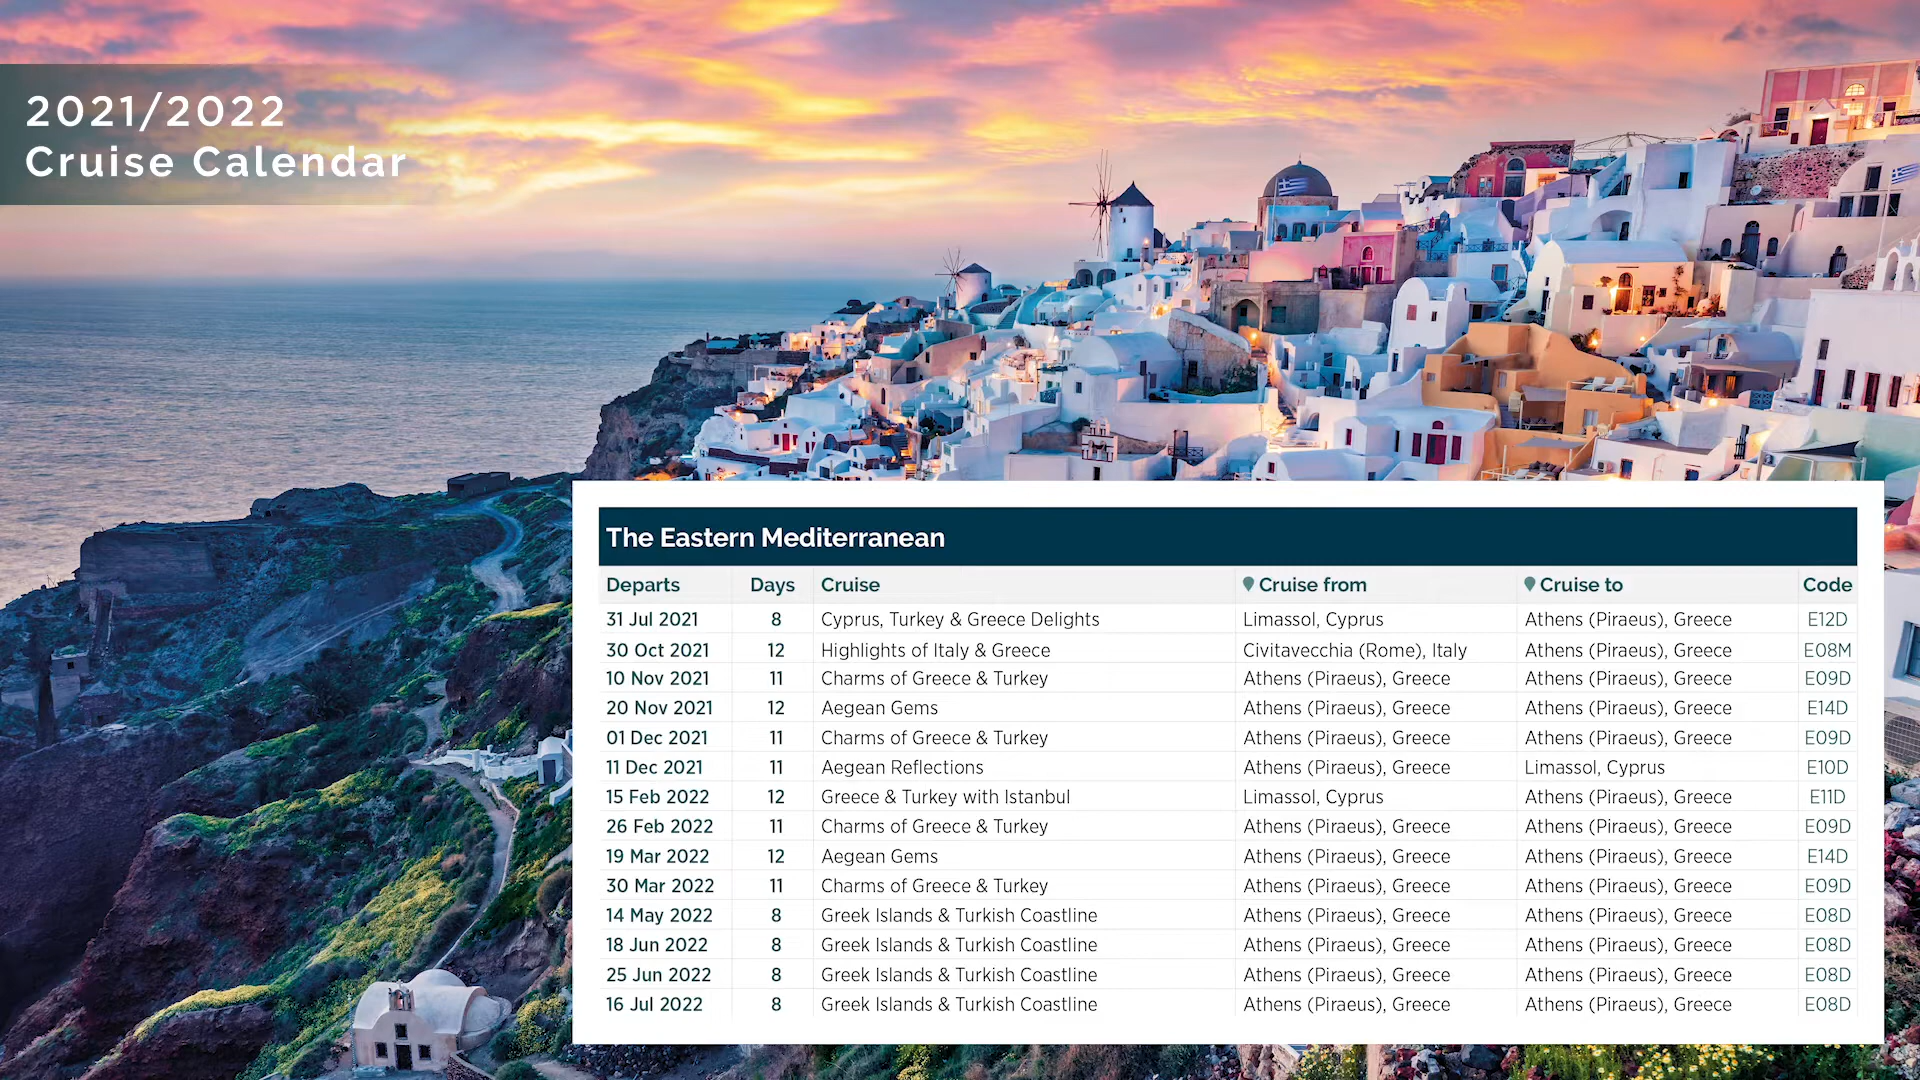 2021/2022
Cruise Calendar
The Eastern Mediterranean
Departs Days Cruise Cruise from Cruise to Code
31 Jul 2021 8 Cyprus, Turkey & Greece Delights Limassol, Cyprus Athens (Piraeus), Greece E12D
30 Oct 2021 12 Highlights of Italy & Greece Civitavecchia (Rome), Italy Athens (Piraeus), Greece E08M
10 Nov 2021 11 Charms of Greece & Turkey Athens (Piraeus), Greece Athens (Piraeus), Greece E09D
20 Nov 2021 12 Aegean Gems Athens (Piraeus), Greece Athens (Piraeus), Greece E14D
01 Dec 2021 11 Charms of Greece & Turkey Athens (Piraeus), Greece Athens (Piraeus), Greece E09D
11 Dec 2021 11 Aegean Reflections Athens (Piraeus), Greece Limassol, Cyprus E10D
15 Feb 2022 12 Greece & Turkey with Istanbul Limassol, Cyprus Athens (Piraeus), Greece E11D
26 Feb 2022 11 Charms of Greece & Turkey Athens (Piraeus), Greece Athens (Piraeus), Greece E09D
19 Mar 2022 12 Aegean Gems Athens (Piraeus), Greece Athens (Piraeus), Greece E14D
30 Mar 2022 11 Charms of Greece & Turkey Athens (Piraeus), Greece Athens (Piraeus), Greece E09D
14 May 2022 8 Greek Islands & Turkish Coastline Athens (Piraeus), Greece Athens (Piraeus), Greece E08D
18 Jun 2022 8 Greek Islands & Turkish Coastline Athens (Piraeus), Greece Athens (Piraeus), Greece E08D
25 Jun 2022 8 Greek Islands & Turkish Coastline Athens (Piraeus), Greece Athens (Piraeus), Greece E08D
16 Jul 2022 8 Greek Islands & Turkish Coastline Athens (Piraeus), Greece Athens (Piraeus), Greece E08D